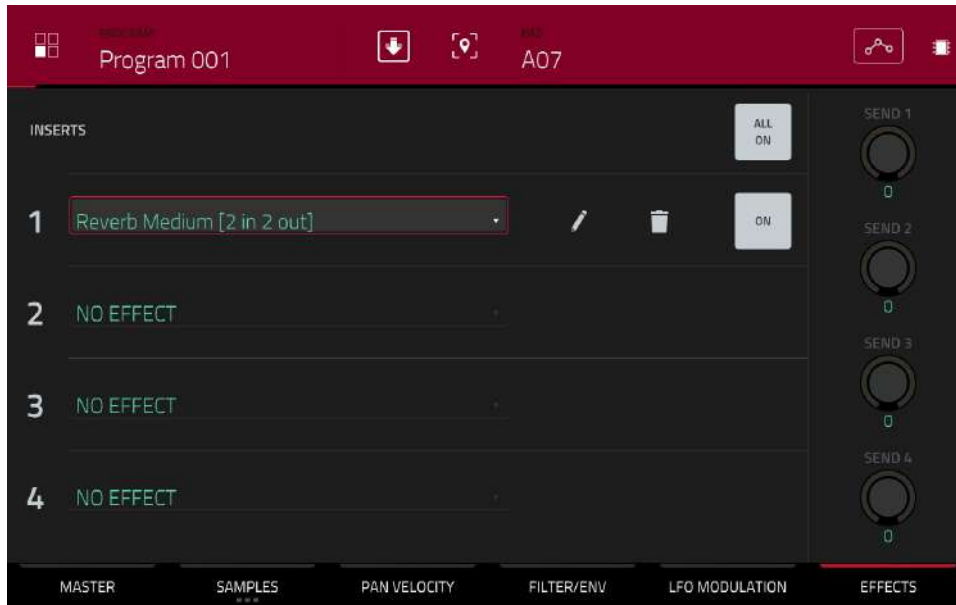 PROGRAM
Program 001
PAD
A07
INSERTS
ALL
ON
SEND 1
0
1
Reverb Medium [2 in 2 out]
ON
SEND 2
0
2
NO EFFECT
SEND 3
0
3
NO EFFECT
SEND 4
0
4
NO EFFECT
MASTER SAMPLES PAN VELOCITY FILTER/ENV LFO MODULATION EFFECTS